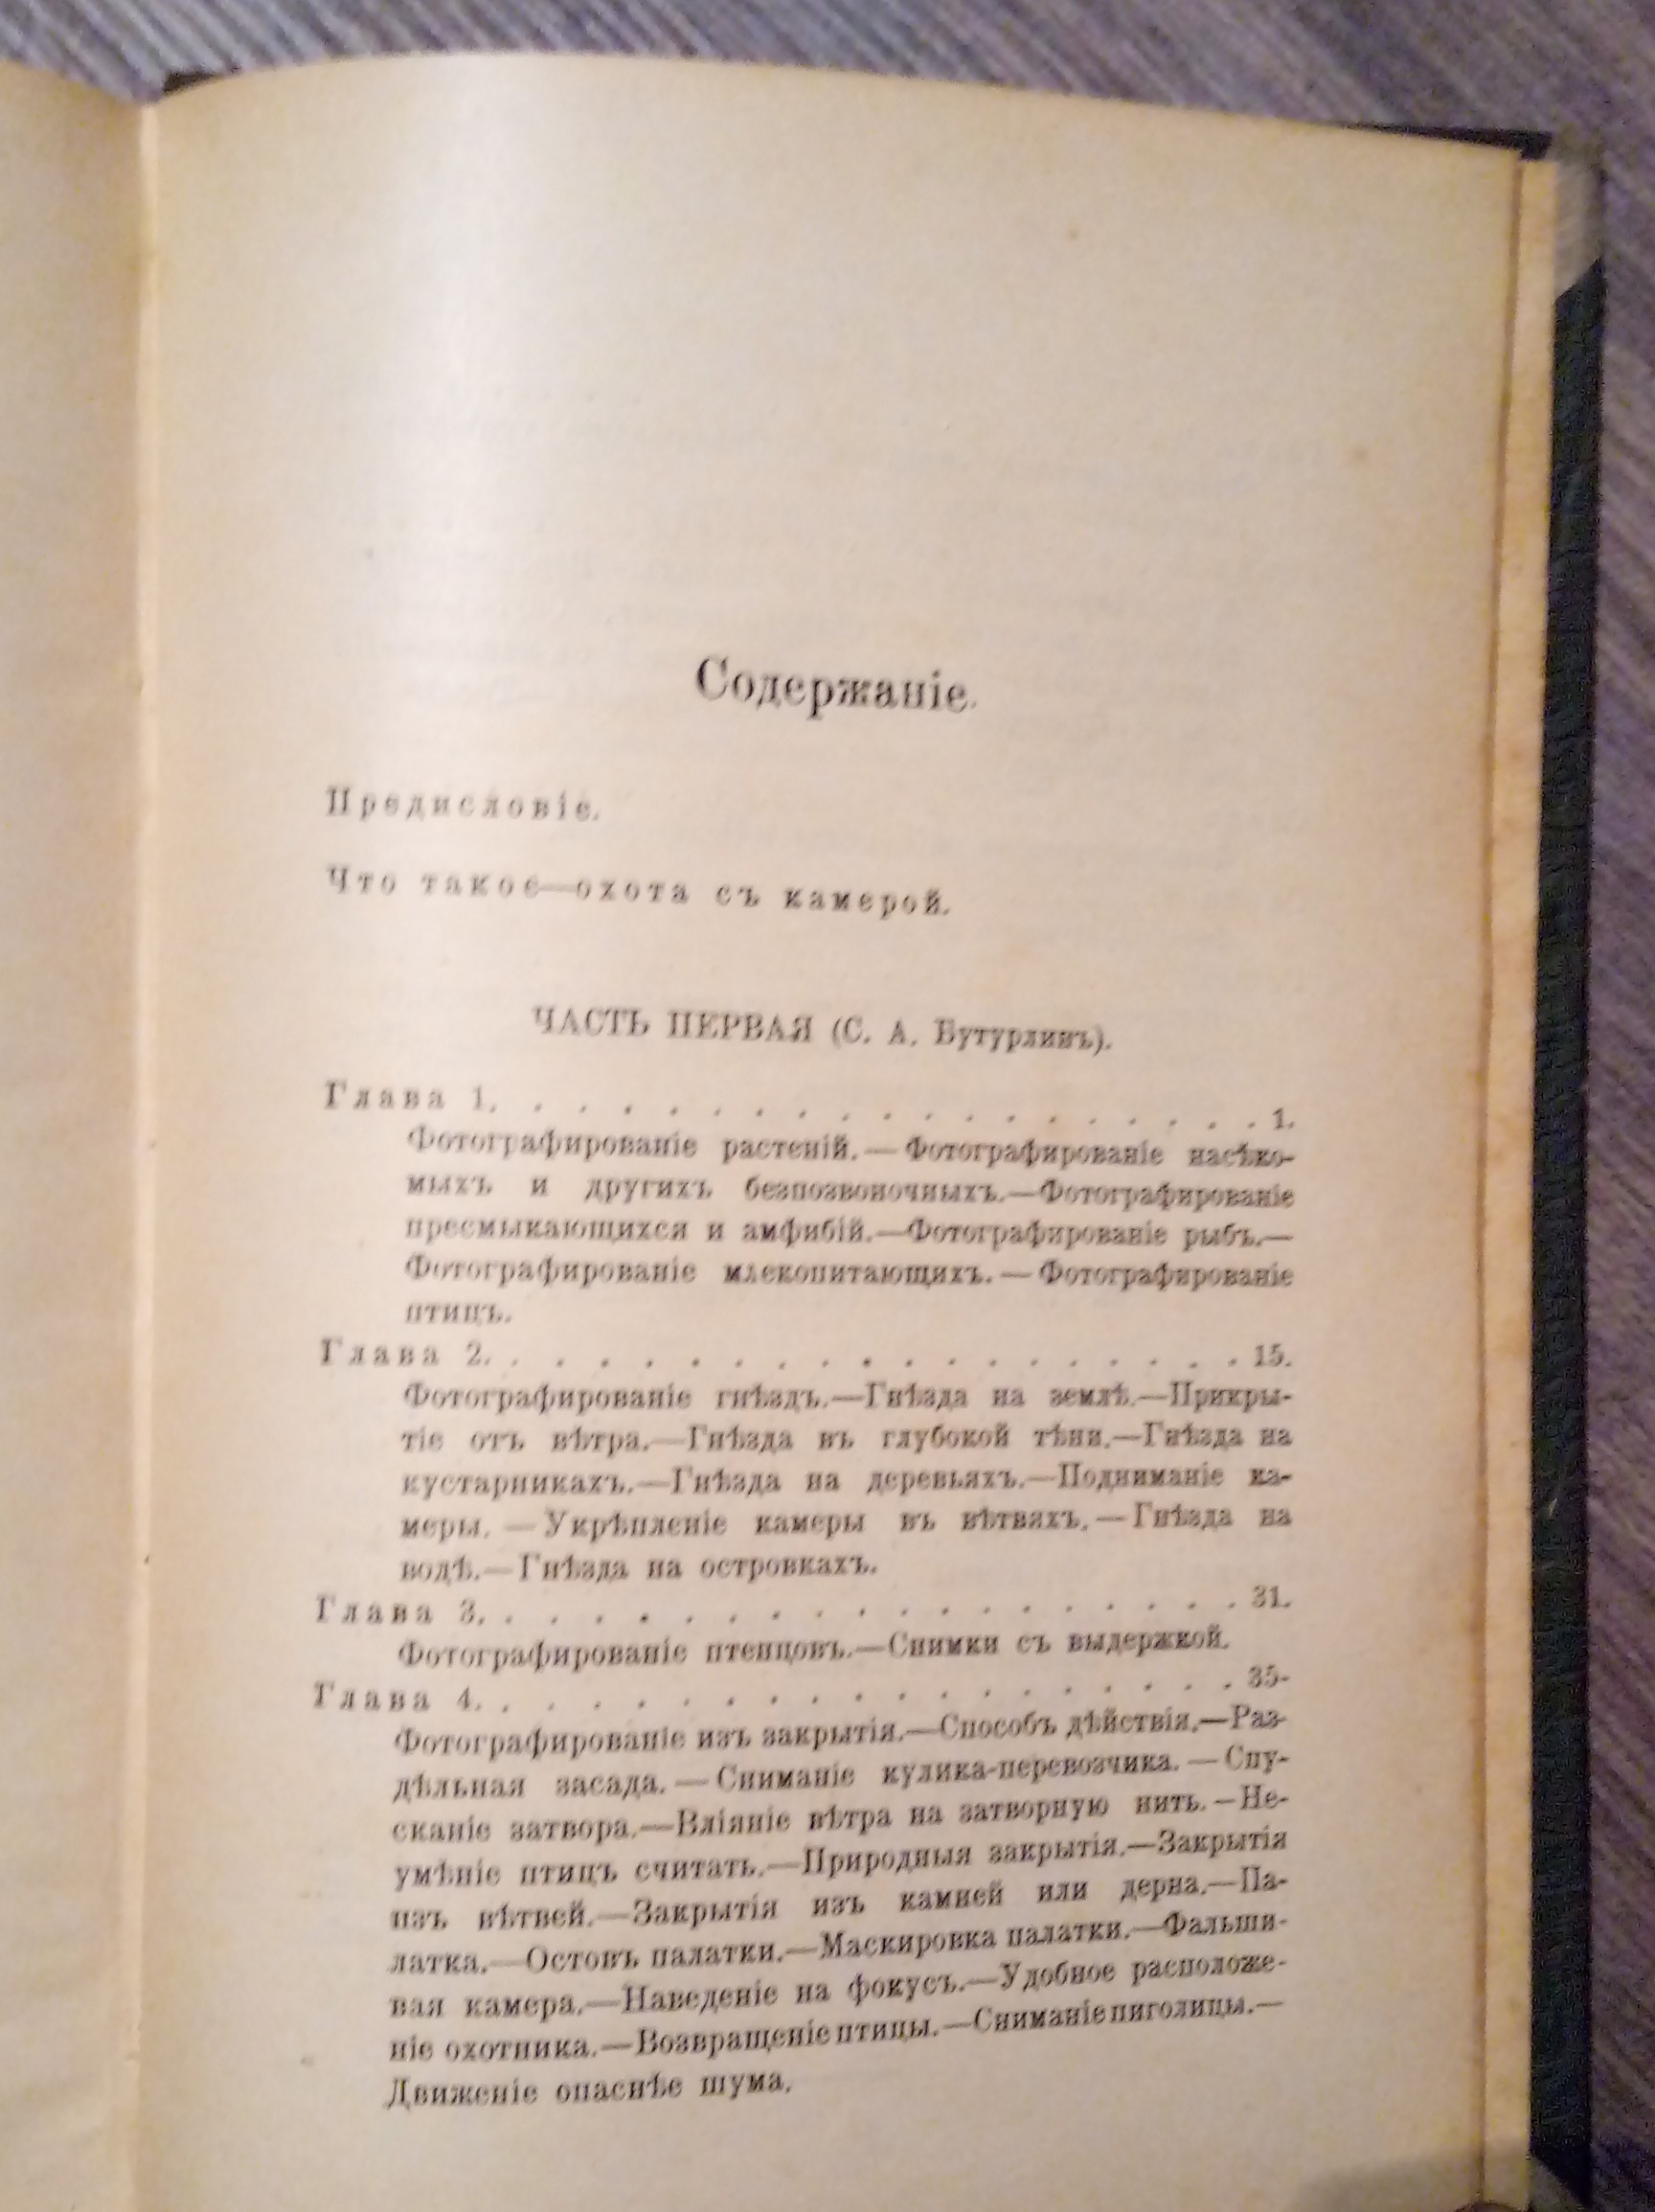 Содержаніе.
Предисловіе.
Что такое—охота съ камерой.
ЧАСТЬ ПЕРВАЯ (С. А. Бутурлинъ).
Глава 1. . . . . . . . . . . . . . . . . . 1.
Фотографированіе растеній.—Фотографированіе насѣко-
мыхъ и другихъ безпозвоночныхъ.—Фотографированіе
пресмыкающихся и амфибій.—Фотографированіе рыбъ.—
Фотографированіе млекопитающихъ.—Фотографированіе
птицъ.
Глава 2. . . . . . . . . . . . . . . . . . 15.
Фотографированіе гнѣздъ.—Гнѣзда на землѣ.—Прикры-
тіе отъ вѣтра.—Гнѣзда въ глубокой тѣни.—Гнѣзда на
кустарникахъ.—Гнѣзда на деревьяхъ.—Подниманіе ка-
меры.—Укрѣпленіе камеры въ вѣтвяхъ.—Гнѣзда на
водѣ.—Гнѣзда на островкахъ.
Глава 3. . . . . . . . . . . . . . . . . . 31.
Фотографированіе птенцовъ.—Снимки съ выдержкой.
Глава 4. . . . . . . . . . . . . . . . . . 35-
Фотографированіе изъ закрытія.—Способъ дѣйствія.—Раз-
дѣльная засада.—Сниманіе кулика-перевозчика.—Спу-
сканіе затвора.—Вліяніе вѣтра на затворную нить.—Не-
умѣніе птицъ считать.—Природныя закрытія.—Закрытія
изъ вѣтвей.—Закрытія изъ камней или дерна.—Па-
латка.—Остовъ палатки.—Маскировка палатки.—Фальши-
вая камера.—Наведеніе на фокусъ.—Удобное расположе-
ніе охотника.—Возвращеніе птицы.—Сниманіе пиголицы.—
Движеніе опаснѣе шума.